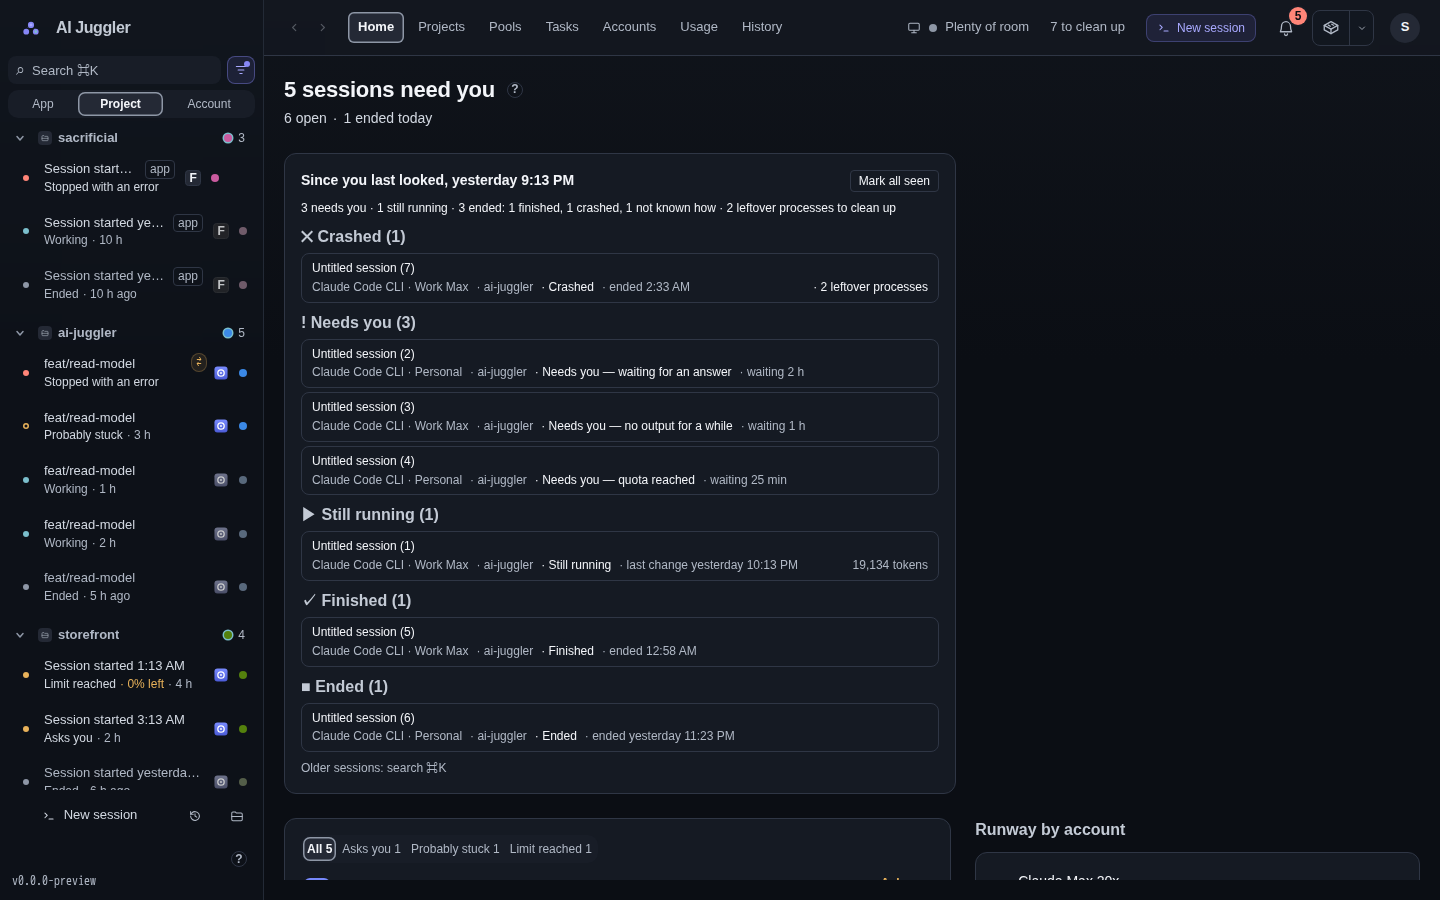 AI Juggler
Home Projects Pools Tasks Accounts Usage History
Plenty of room 7 to clean up New session 5 S
Search ⌘K
App Project Account
sacrificial 3
Session start… app
Stopped with an error F
Session started ye… app
Working · 10 h F
Session started ye… app
Ended · 10 h ago F
ai-juggler 5
feat/read-model
Stopped with an error
feat/read-model
Probably stuck · 3 h
feat/read-model
Working · 1 h
feat/read-model
Working · 2 h
feat/read-model
Ended · 5 h ago
storefront 4
Session started 1:13 AM
Limit reached · 0% left · 4 h
Session started 3:13 AM
Asks you · 2 h
Session started yesterda…
Ended · 6 h ago
New session
?
v0.0.0-preview
5 sessions need you ?
6 open · 1 ended today
Since you last looked, yesterday 9:13 PM Mark all seen
3 needs you · 1 still running · 3 ended: 1 finished, 1 crashed, 1 not known how · 2 leftover processes to clean up
Crashed (1)
Untitled session (7)
Claude Code CLI · Work Max · ai-juggler · Crashed · ended 2:33 AM · 2 leftover processes
! Needs you (3)
Untitled session (2)
Claude Code CLI · Personal · ai-juggler · Needs you — waiting for an answer · waiting 2 h
Untitled session (3)
Claude Code CLI · Work Max · ai-juggler · Needs you — no output for a while · waiting 1 h
Untitled session (4)
Claude Code CLI · Personal · ai-juggler · Needs you — quota reached · waiting 25 min
Still running (1)
Untitled session (1)
Claude Code CLI · Work Max · ai-juggler · Still running · last change yesterday 10:13 PM 19,134 tokens
Finished (1)
Untitled session (5)
Claude Code CLI · Work Max · ai-juggler · Finished · ended 12:58 AM
Ended (1)
Untitled session (6)
Claude Code CLI · Personal · ai-juggler · Ended · ended yesterday 11:23 PM
Older sessions: search ⌘K
All 5 Asks you 1 Probably stuck 1 Limit reached 1
Runway by account
Claude Max 20x